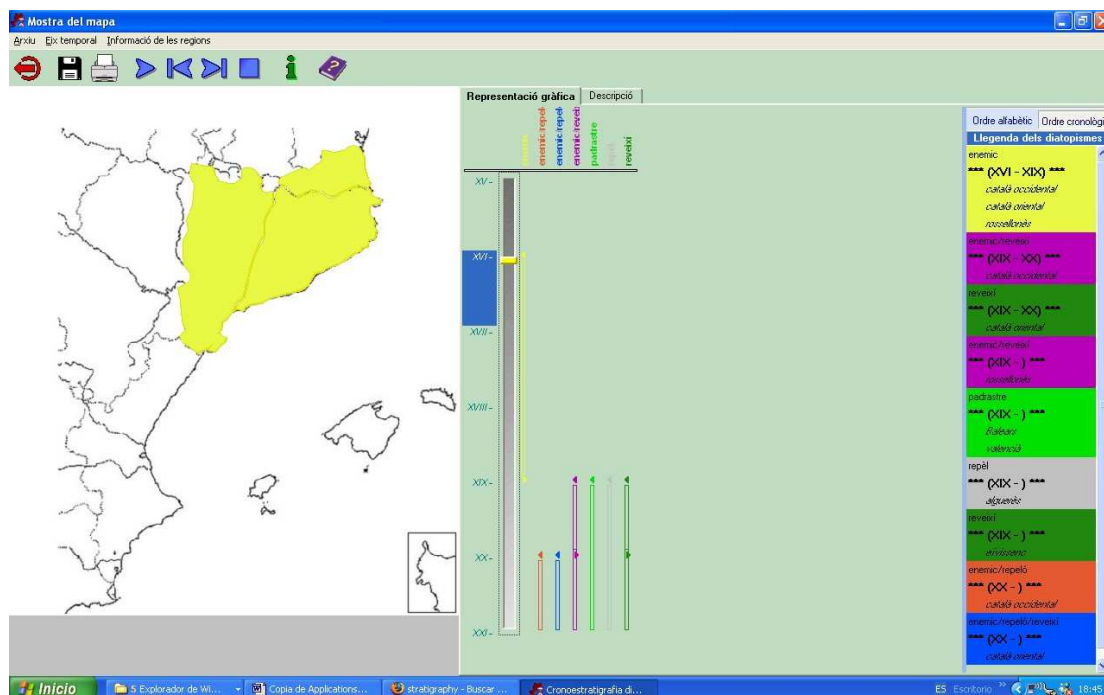 Mostra del mapa
Arxiu Eix temporal Informació de les regions
Representació gràfica Descripció
enemic/repel
enemic/repel
enemic/reveix
padrastre
repèl
reveixí
XV
XVI
XVII
XVIII
XIX
XX
XXI
Ordre alfabètic Ordre cronològi
Llegenda dels diatopismes
enemic
*** (XVI - XIX) ***
català occidental
català oriental
rossellonès
enemic/reveixí
*** (XIX - XX) ***
català occidental
reveixí
*** (XIX - XX) ***
català oriental
enemic/reveixí
*** (XIX - ) ***
rossellonès
padrastre
*** (XIX - ) ***
Balears
valencià
repèl
*** (XIX - ) ***
alguerès
reveixí
*** (XIX - ) ***
eivissenc
enemic/repeló
*** (XX - ) ***
català occidental
enemic/repeló/reveixí
*** (XX - ) ***
català oriental
Inicio 5 Explorador de Wi... Copia de Applications... stratigraphy - Buscar ... Cronoestratigrafia di... ES Escritorio 18:45